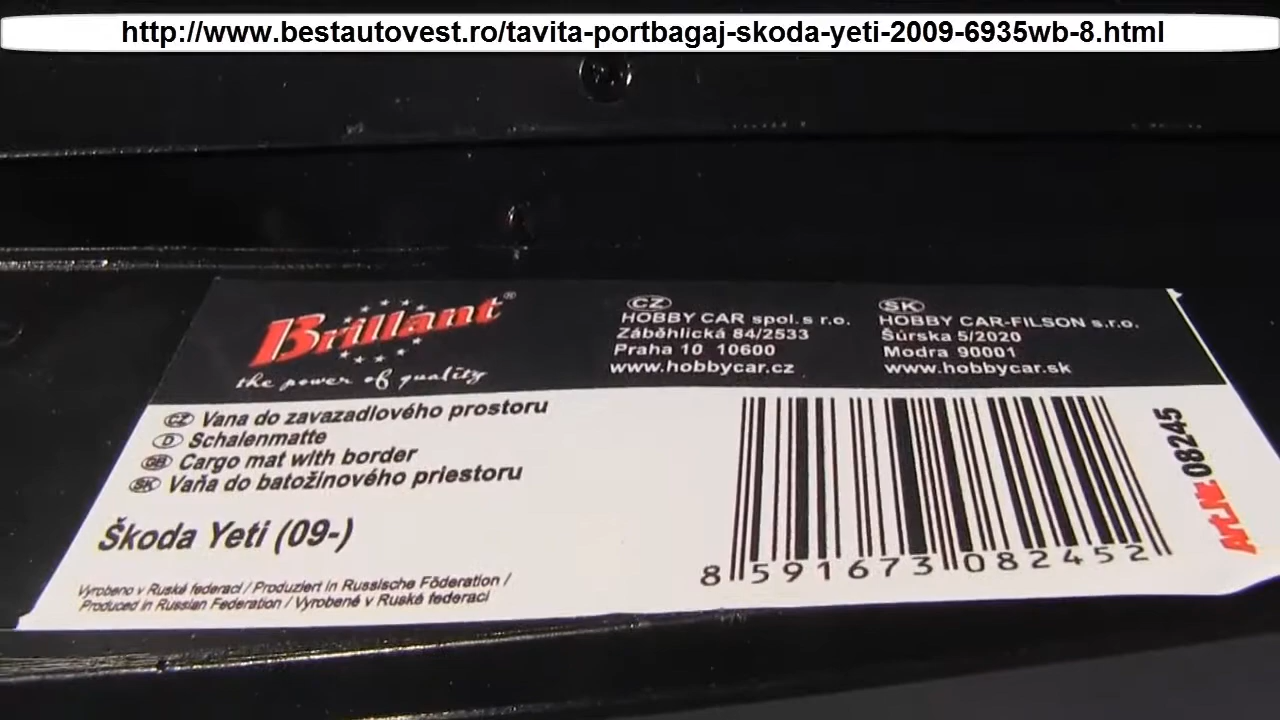 http://www.bestautovest.ro/tavita-portbagaj-skoda-yeti-2009-6935wb-8.html
Brillant®
the power of quality
CZ
HOBBY CAR spol. s r.o.
Záběhlická 84/2533
Praha 10 10600
www.hobbycar.cz
SK
HOBBY CAR-FILSON s.r.o.
Šúrska 5/2020
Modra 90001
www.hobbycar.sk
CZ Vana do zavazadlového prostoru
D Schalenmatte
GB Cargo mat with border
SK Vaňa do batožinového priestoru
Škoda Yeti (09-)
Vyrobeno v Ruské federaci / Produziert in Russische Föderation /
Produced in Russian Federation / Vyrobené v Ruské federaci
8 591673 082452
Art.Nr. 08245